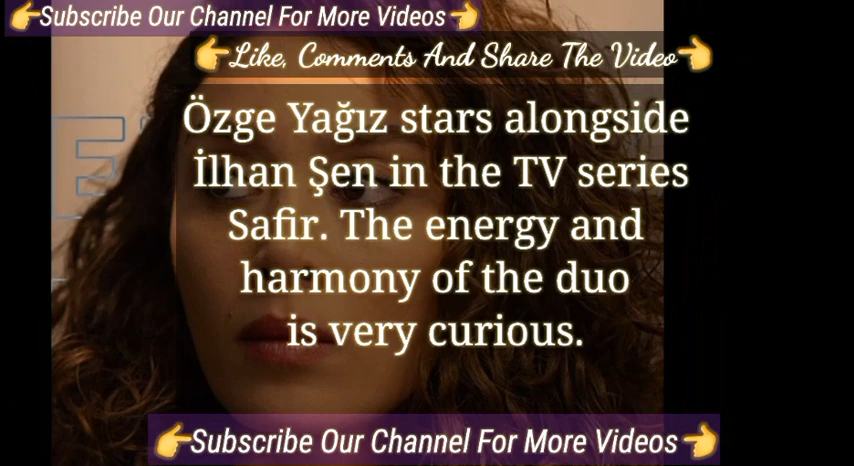 👉Subscribe Our Channel For More Videos👈
👉Like, Comments And Share The Video👈
Özge Yağız stars alongside
İlhan Şen in the TV series
Safir. The energy and
harmony of the duo
is very curious.
👉Subscribe Our Channel For More Videos👈